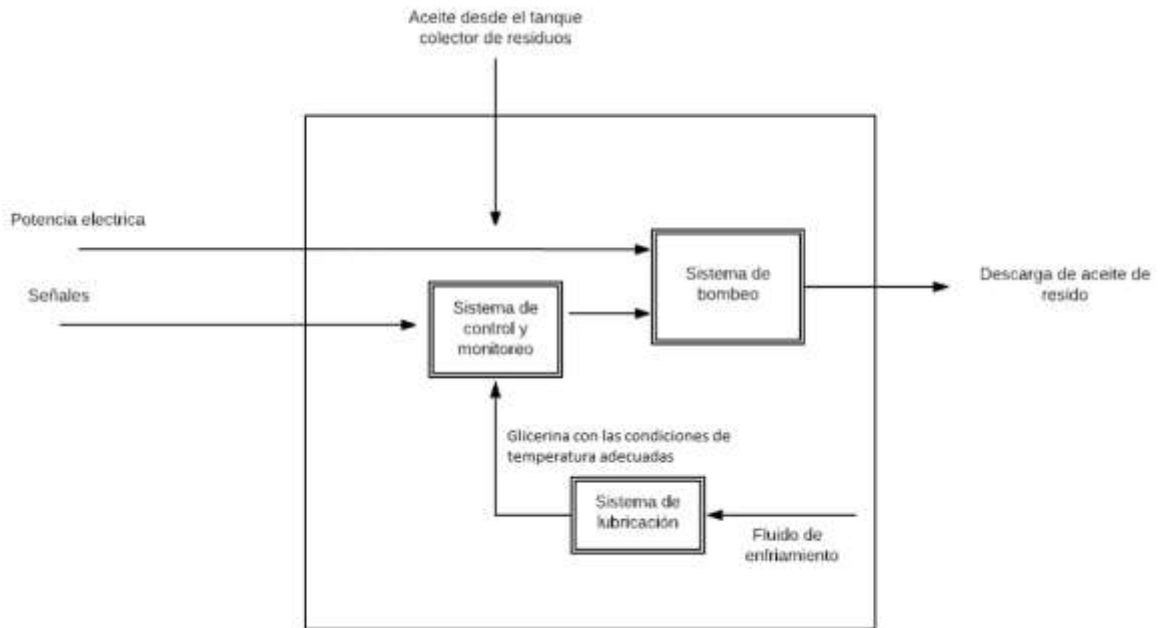 Aceite desde el tanque
colector de residuos
Potencia electrica
Señales
Sistema de
bombeo
Descarga de aceite de
resído
Sistema de
control y
monitoreo
Glicerina con las condiciones de
temperatura adecuadas
Sistema de
lubricación
Fluido de
enfriamiento